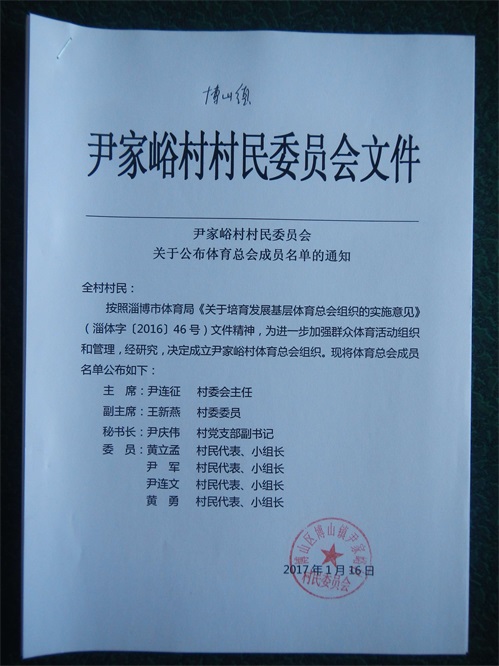 博山镇
尹家峪村村民委员会文件
尹家峪村村民委员会
关于公布体育总会成员名单的通知
全村村民：
按照淄博市体育局《关于培育发展基层体育总会组织的实施意见》
（淄体字〔2016〕46号）文件精神，为进一步加强群众体育活动组织
和管理，经研究，决定成立尹家峪村体育总会组织。现将体育总会成员
名单公布如下：
主 席：尹连征 村委会主任
副主席：王新燕 村委委员
秘书长：尹庆伟 村党支部副书记
委 员：黄立孟 村民代表、小组长
尹 军 村民代表、小组长
尹连文 村民代表、小组长
黄 勇 村民代表、小组长
博山区博山镇尹家峪村
村民委员会
2017年1月16日